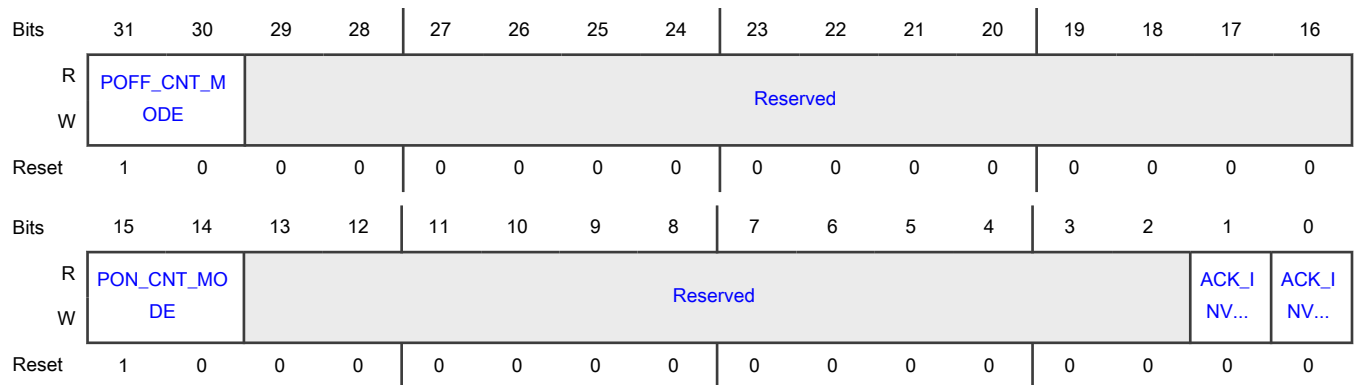 Bits 31 30 29 28 27 26 25 24 23 22 21 20 19 18 17 16
R POFF_CNT_M
ODE Reserved
W
Reset 1 0 0 0 0 0 0 0 0 0 0 0 0 0 0 0
Bits 15 14 13 12 11 10 9 8 7 6 5 4 3 2 1 0
R PON_CNT_MO ACK_I ACK_I
DE Reserved NV... NV...
W
Reset 1 0 0 0 0 0 0 0 0 0 0 0 0 0 0 0